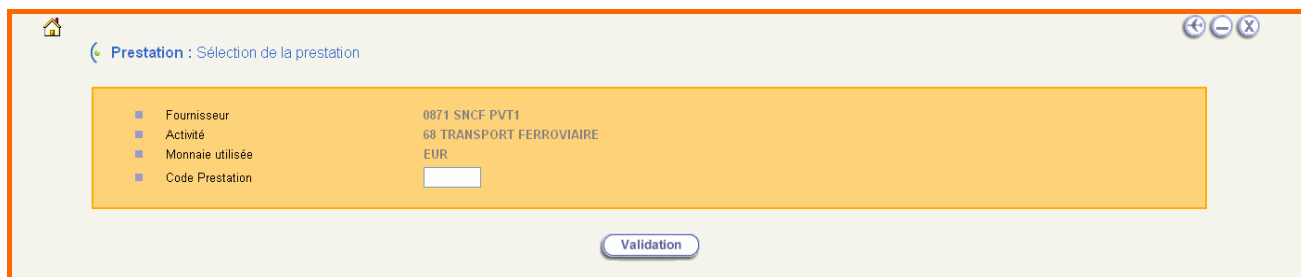 Prestation : Sélection de la prestation
Fournisseur 0871 SNCF PVT1
Activité 68 TRANSPORT FERROVIAIRE
Monnaie utilisée EUR
Code Prestation
Validation